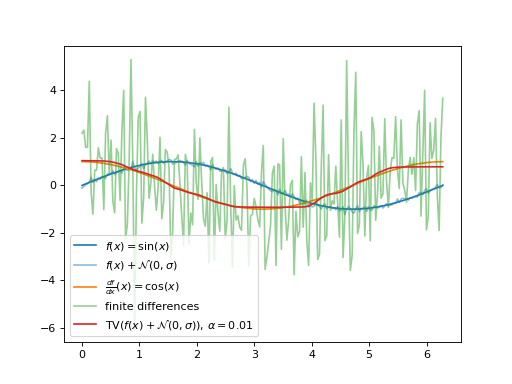 4
2
0
−2
−4
−6
f(x) = sin(x)
f(x) + 𝒩(0, σ)
df/dx (x) = cos(x)
finite differences
TV(f(x) + 𝒩(0, σ)), α = 0.01
0 1 2 3 4 5 6